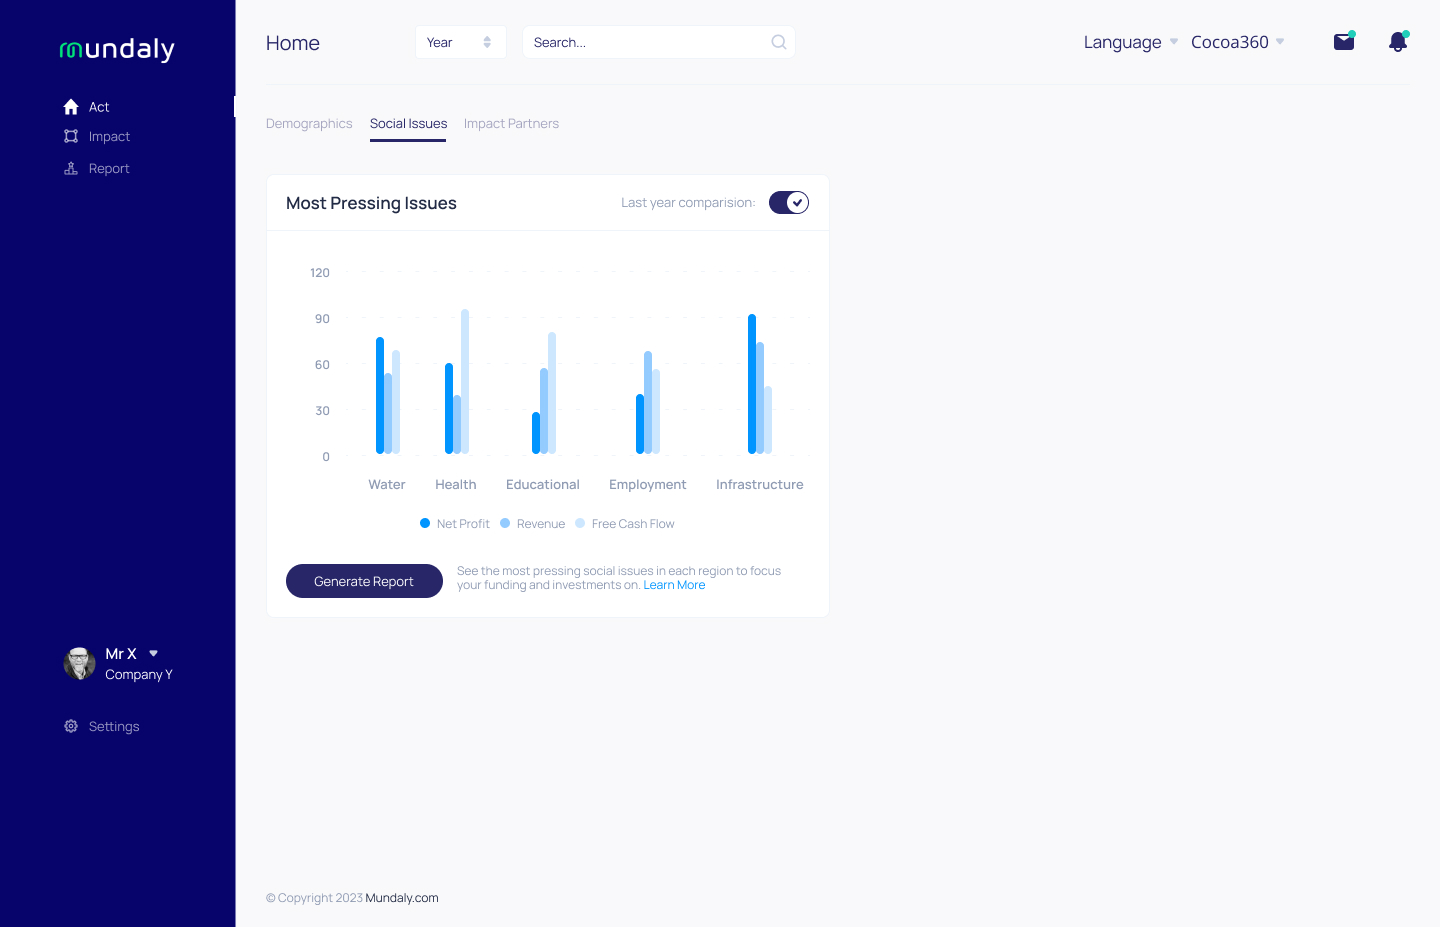 mundaly
Home
Year
Search...
Language
Cocoa360
Act
Impact
Report
Demographics
Social Issues
Impact Partners
Most Pressing Issues
Last year comparision:
120
90
60
30
0
Water
Health
Educational
Employment
Infrastructure
Net Profit
Revenue
Free Cash Flow
Generate Report
See the most pressing social issues in each region to focus
your funding and investments on. Learn More
Mr X
Company Y
Settings
© Copyright 2023 Mundaly.com